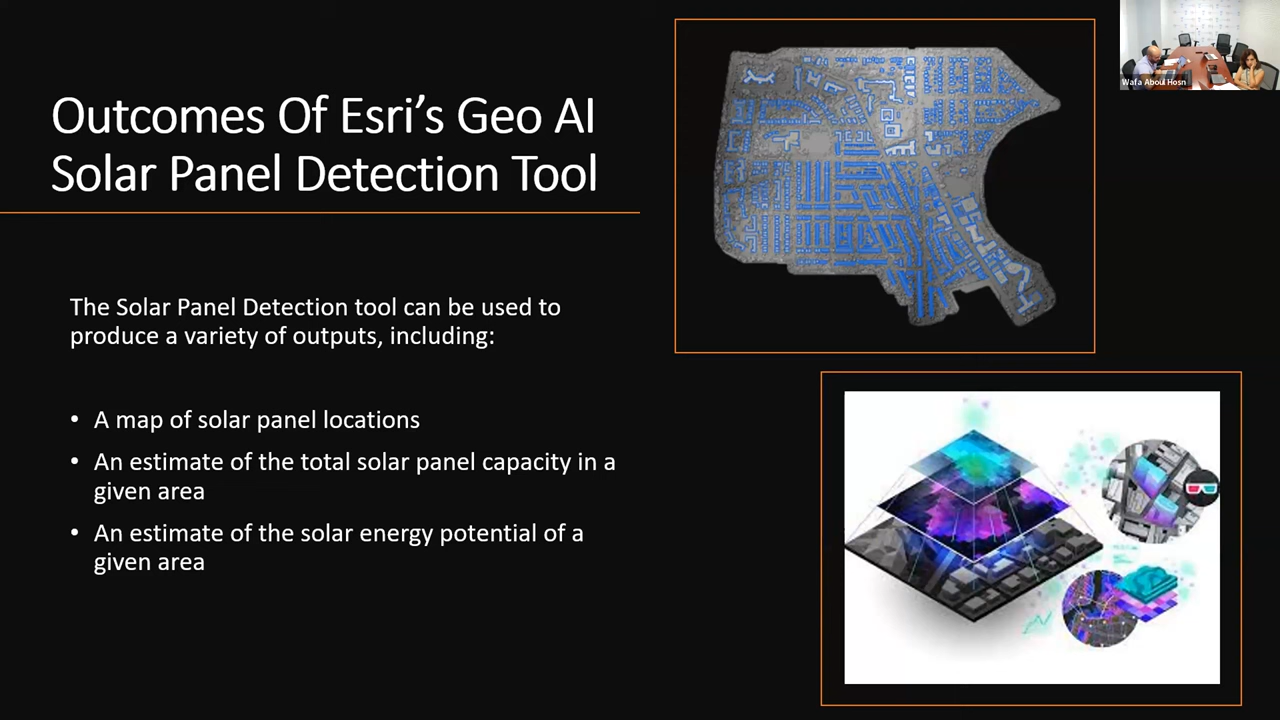 Outcomes Of Esri’s Geo AI
Solar Panel Detection Tool
The Solar Panel Detection tool can be used to
produce a variety of outputs, including:
• A map of solar panel locations
• An estimate of the total solar panel capacity in a
given area
• An estimate of the solar energy potential of a
given area
Wafa Aboul Hosn